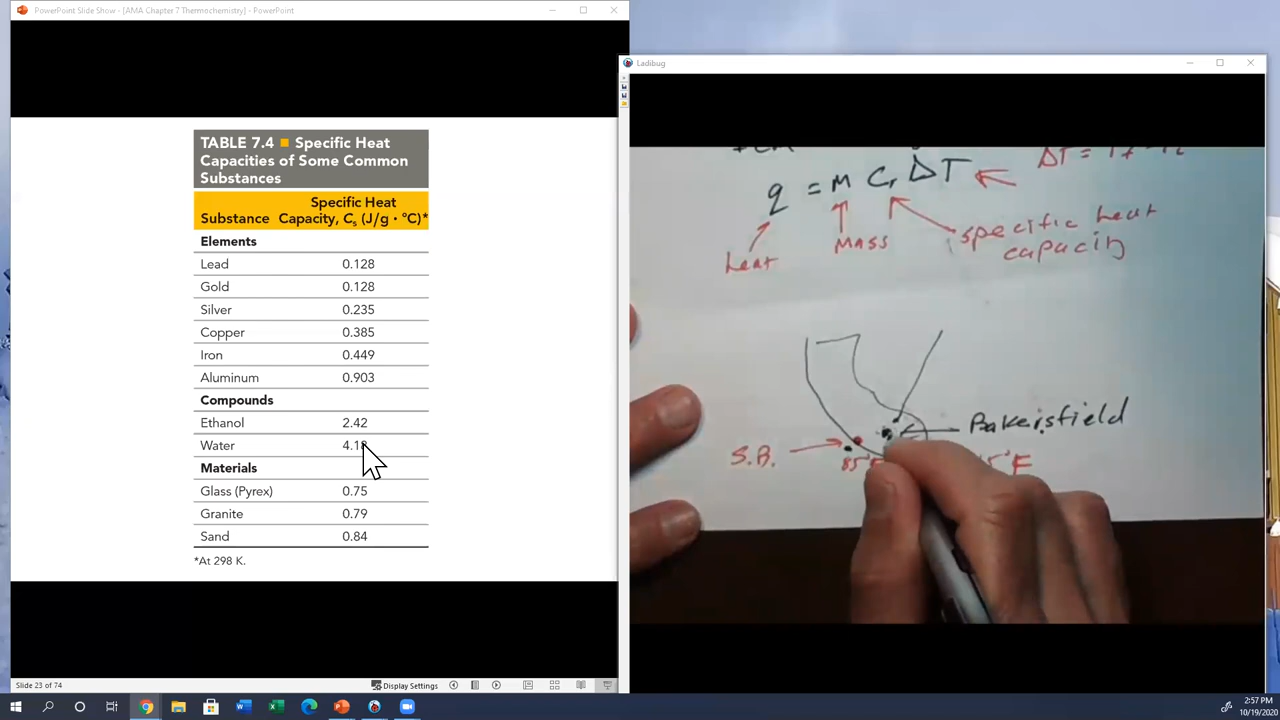 PowerPoint Slide Show - [AMA Chapter 7 Thermochemistry] - PowerPoint
Ladibug
TABLE 7.4 ■ Specific Heat
Capacities of Some Common
Substances
Specific Heat
Substance Capacity, Cs (J/g · °C)*
Elements
Lead 0.128
Gold 0.128
Silver 0.235
Copper 0.385
Iron 0.449
Aluminum 0.903
Compounds
Ethanol 2.42
Water
Materials
Glass (Pyrex) 0.75
Granite 0.79
Sand 0.84
*At 298 K.
q = m Cs ΔT
heat
MASS
specific heat
capacity
Bakersfield
S.B.
Slide 23 of 74
Display Settings
2:57 PM
10/19/2020